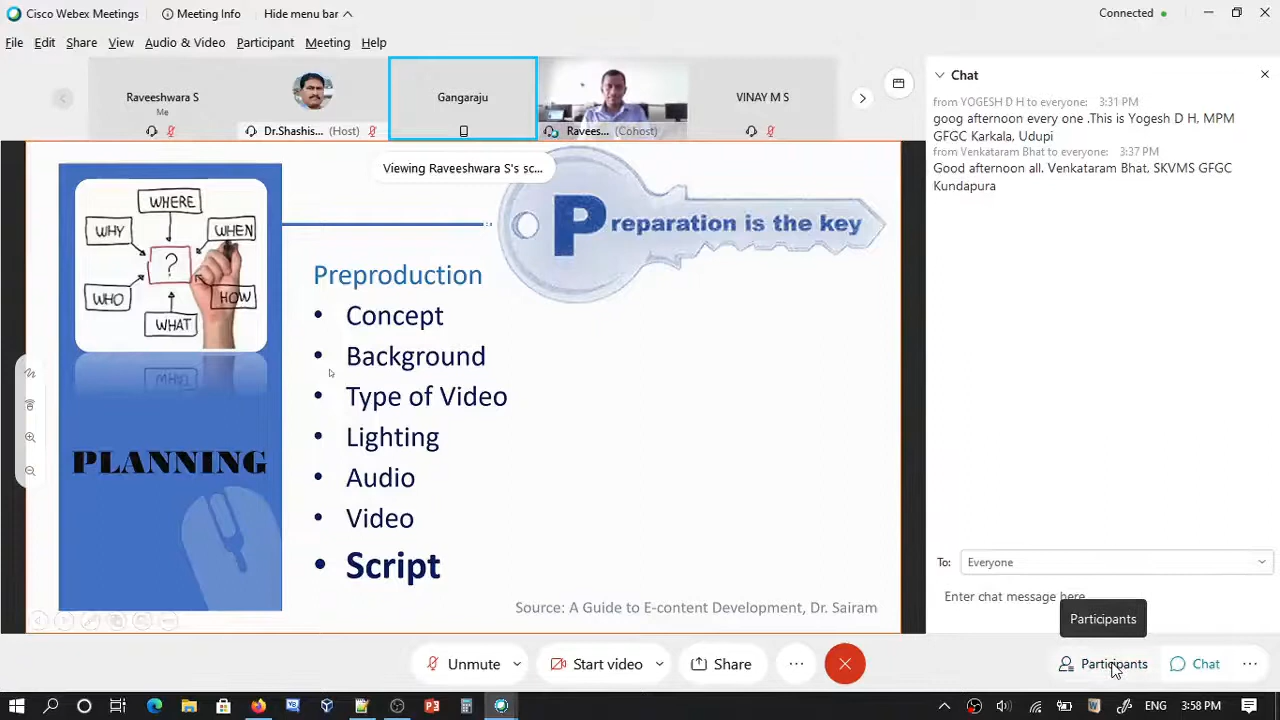 Cisco Webex Meetings
Meeting Info
Hide menu bar
Connected
File Edit Share View Audio & Video Participant Meeting Help
Raveeshwara S
Me
Dr.Shashis... (Host)
Gangaraju
Ravees... (Cohost)
VINAY M S
Viewing Raveeshwara S's sc...
WHERE
WHY
WHEN
?
WHO
HOW
WHAT
PLANNING
Preparation is the key
Preproduction
• Concept
• Background
• Type of Video
• Lighting
• Audio
• Video
• Script
Source: A Guide to E-content Development, Dr. Sairam
Chat
from YOGESH D H to everyone: 3:31 PM
goog afternoon every one .This is Yogesh D H, MPM
GFGC Karkala, Udupi
from Venkataram Bhat to everyone: 3:37 PM
Good afternoon all. Venkataram Bhat, SKVMS GFGC
Kundapura
To: Everyone
Enter chat message here
Participants
Unmute
Start video
Share
Participants
Chat
ENG
3:58 PM